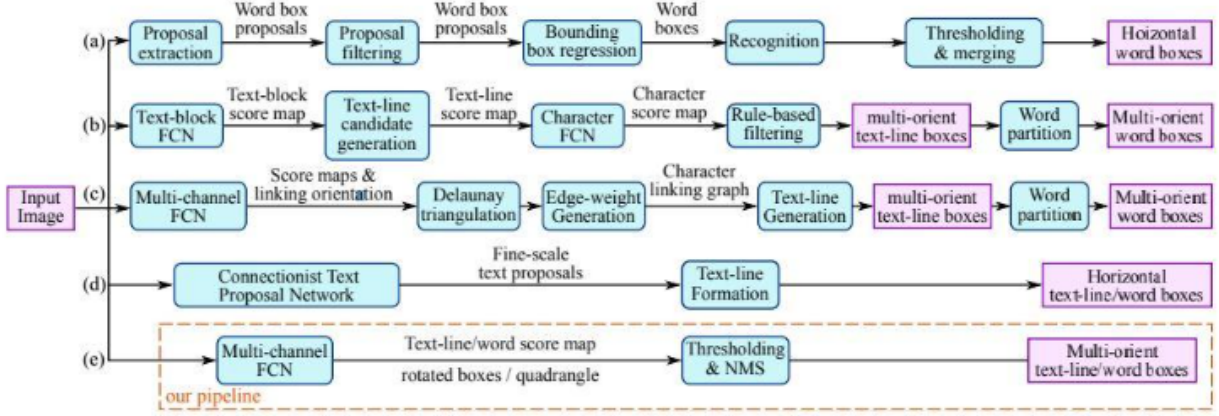 Word box
proposals
Word box
proposals
Word
boxes
(a)
Proposal
extraction
Proposal
filtering
Bounding
box regression
Recognition
Thresholding
& merging
Hoizontal
word boxes
Text-block
score map
Text-line
score map
Character
score map
(b)
Text-block
FCN
Text-line
candidate
generation
Character
FCN
Rule-based
filtering
multi-orient
text-line boxes
Word
partition
Multi-orient
word boxes
Input
Image
Score maps &
linking orientation
Character
linking graph
(c)
Multi-channel
FCN
Delaunay
triangulation
Edge-weight
Generation
Text-line
Generation
multi-orient
text-line boxes
Word
partition
Multi-orient
word boxes
Fine-scale
text proposals
(d)
Connectionist Text
Proposal Network
Text-line
Formation
Horizontal
text-line/word boxes
(e)
Multi-channel
FCN
Text-line/word score map
rotated boxes / quadrangle
Thresholding
& NMS
Multi-orient
text-line/word boxes
our pipeline